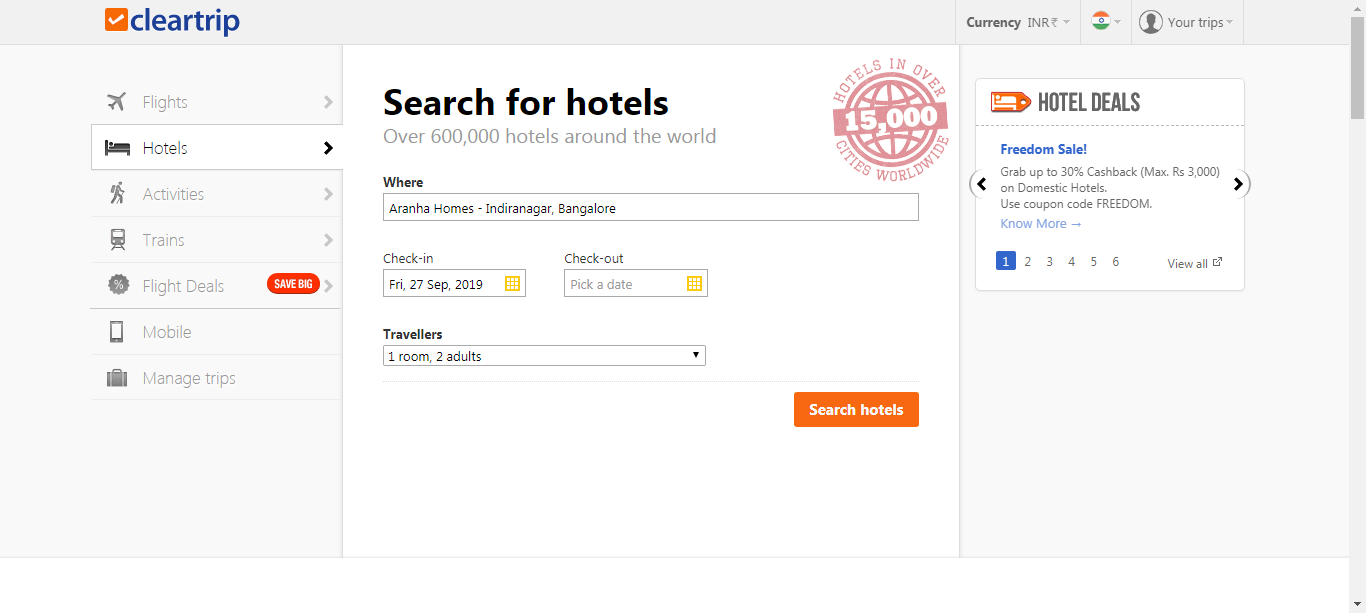 cleartrip
Currency INR₹
Your trips
Flights
Hotels
Activities
Trains
Flight Deals SAVE BIG
Mobile
Manage trips
Search for hotels
Over 600,000 hotels around the world
HOTELS IN OVER
15,000
CITIES WORLDWIDE
Where
Aranha Homes - Indiranagar, Bangalore
Check-in Check-out
Fri, 27 Sep, 2019 Pick a date
Travellers
1 room, 2 adults
Search hotels
HOTEL DEALS
Freedom Sale!
Grab up to 30% Cashback (Max. Rs 3,000)
on Domestic Hotels.
Use coupon code FREEDOM.
Know More →
1 2 3 4 5 6 View all